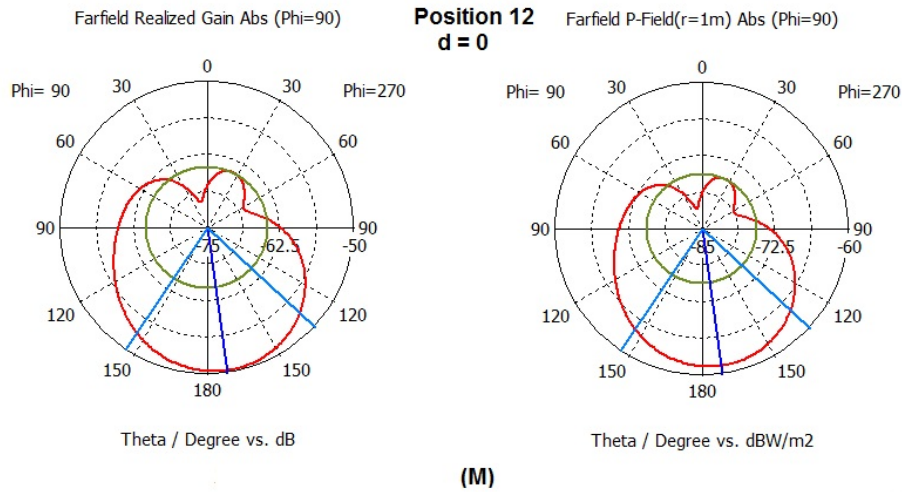 Farfield Realized Gain Abs (Phi=90)
Position 12
d = 0
Farfield P-Field(r=1m) Abs (Phi=90)
0
30
30
Phi= 90
Phi=270
60
60
90
-75
-62.5
-50
90
120
120
150
150
180
Theta / Degree vs. dB
0
30
30
Phi= 90
Phi=270
60
60
90
-85
-72.5
-60
90
120
120
150
150
180
Theta / Degree vs. dBW/m2
(M)